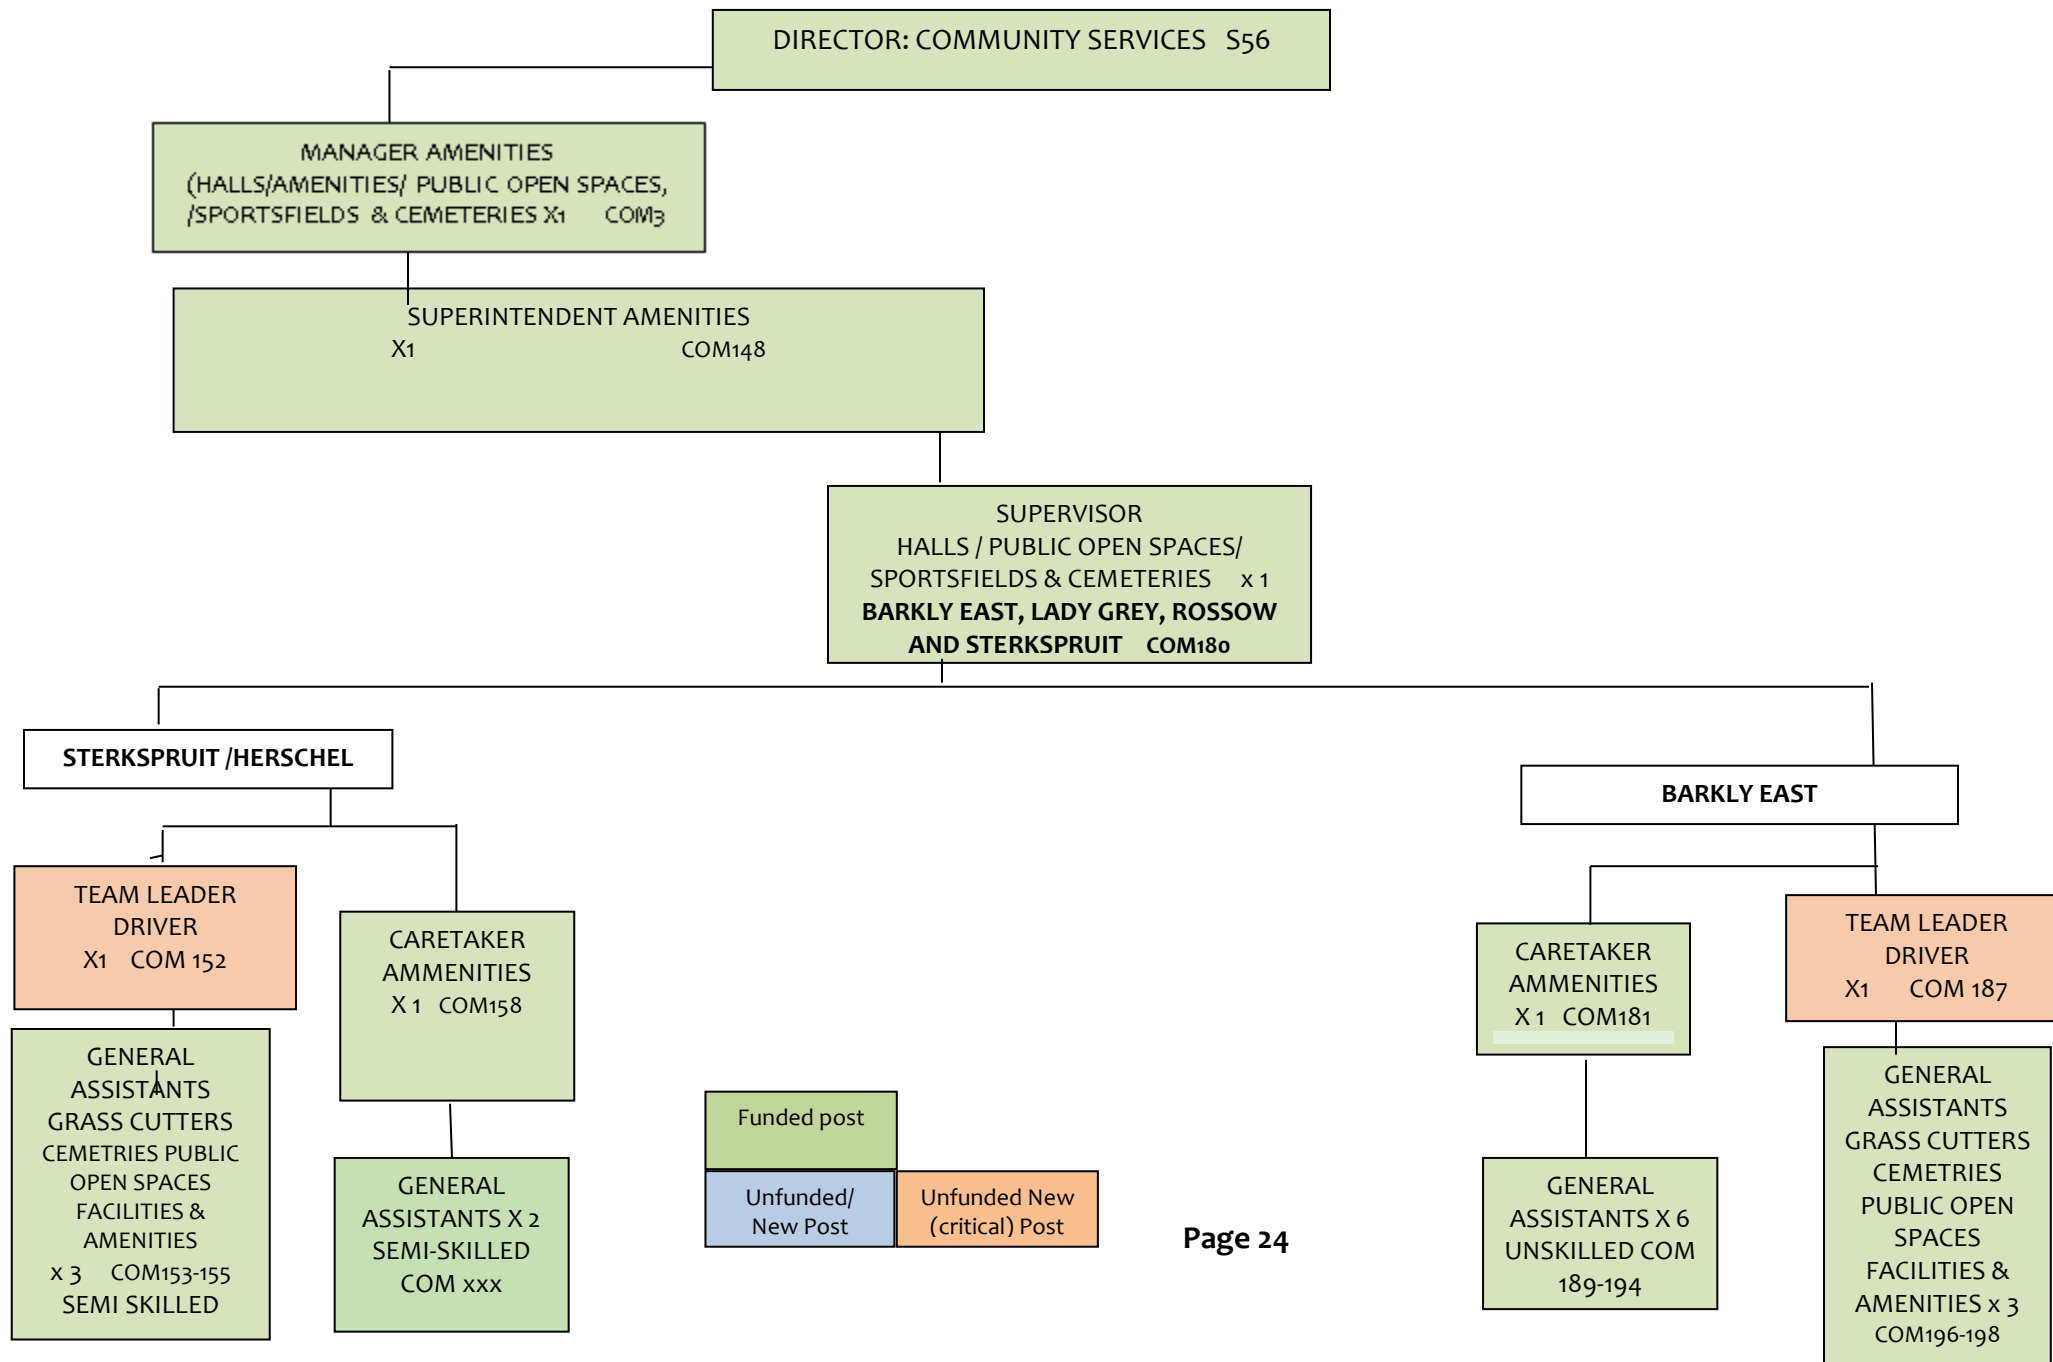 DIRECTOR: COMMUNITY SERVICES S56
MANAGER AMENITIES
(HALLS/AMENITIES/ PUBLIC OPEN SPACES,
/SPORTSFIELDS & CEMETERIES X1 COM3
SUPERINTENDENT AMENITIES
X1 COM148
SUPERVISOR
HALLS / PUBLIC OPEN SPACES/
SPORTSFIELDS & CEMETERIES x 1
BARKLY EAST, LADY GREY, ROSSOW
AND STERKSPRUIT COM180
STERKSPRUIT /HERSCHEL
BARKLY EAST
TEAM LEADER
DRIVER
X1 COM 152
CARETAKER
AMMENITIES
X 1 COM158
CARETAKER
AMMENITIES
X 1 COM181
TEAM LEADER
DRIVER
X1 COM 187
GENERAL
ASSISTANTS
GRASS CUTTERS
CEMETRIES PUBLIC
OPEN SPACES
FACILITIES &
AMENITIES
x 3 COM153-155
SEMI SKILLED
GENERAL
ASSISTANTS X 2
SEMI-SKILLED
COM xxx
Funded post
Unfunded/
New Post
Unfunded New
(critical) Post
Page 24
GENERAL
ASSISTANTS X 6
UNSKILLED COM
189-194
GENERAL
ASSISTANTS
GRASS CUTTERS
CEMETRIES
PUBLIC OPEN
SPACES
FACILITIES &
AMENITIES x 3
COM196-198